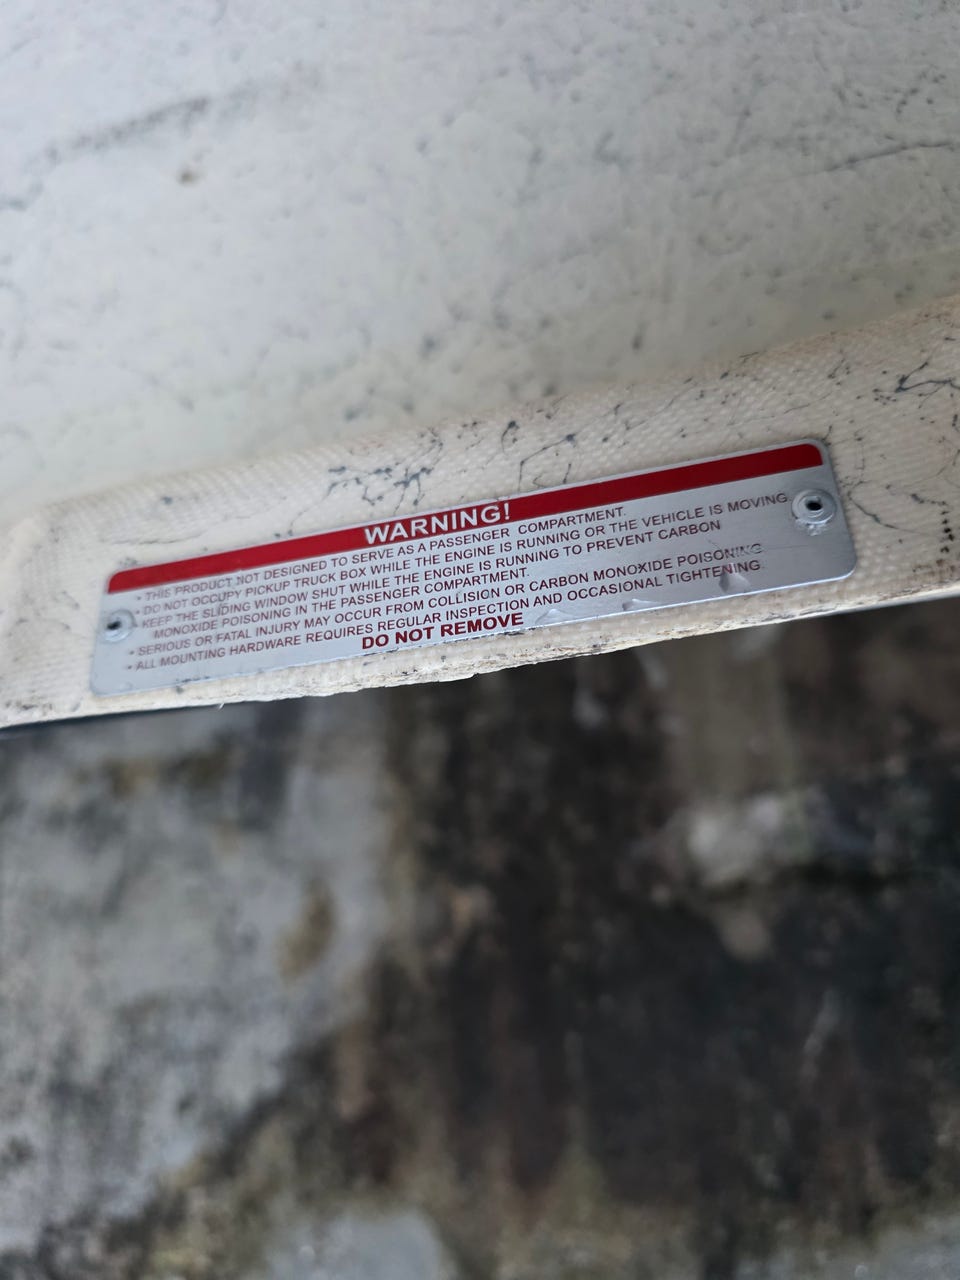 WARNING!
• THIS PRODUCT NOT DESIGNED TO SERVE AS A PASSENGER COMPARTMENT.
• DO NOT OCCUPY PICKUP TRUCK BOX WHILE THE ENGINE IS RUNNING OR THE VEHICLE IS MOVING
• KEEP THE SLIDING WINDOW SHUT WHILE THE ENGINE IS RUNNING TO PREVENT CARBON
MONOXIDE POISONING IN THE PASSENGER COMPARTMENT.
• SERIOUS OR FATAL INJURY MAY OCCUR FROM COLLISION OR CARBON MONOXIDE POISONING
• ALL MOUNTING HARDWARE REQUIRES REGULAR INSPECTION AND OCCASIONAL TIGHTENING.
DO NOT REMOVE